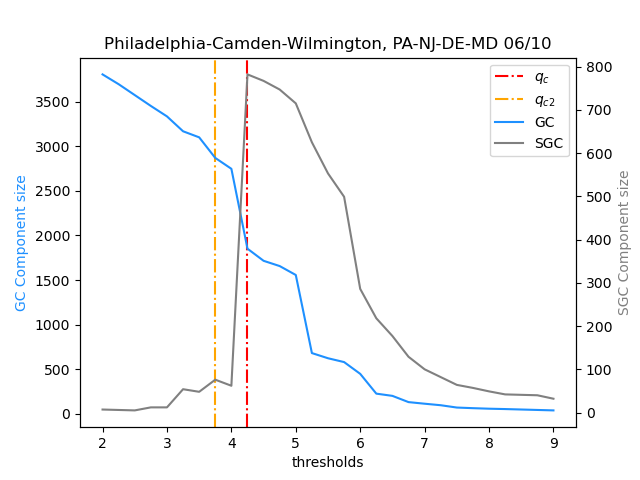 Philadelphia-Camden-Wilmington, PA-NJ-DE-MD 06/10
GC Component size
3500
3000
2500
2000
1500
1000
500
0
q_c
q_{c2}
GC
SGC
800
700
600
500
400
300
200
100
0
SGC Component size
2 3 4 5 6 7 8 9
thresholds